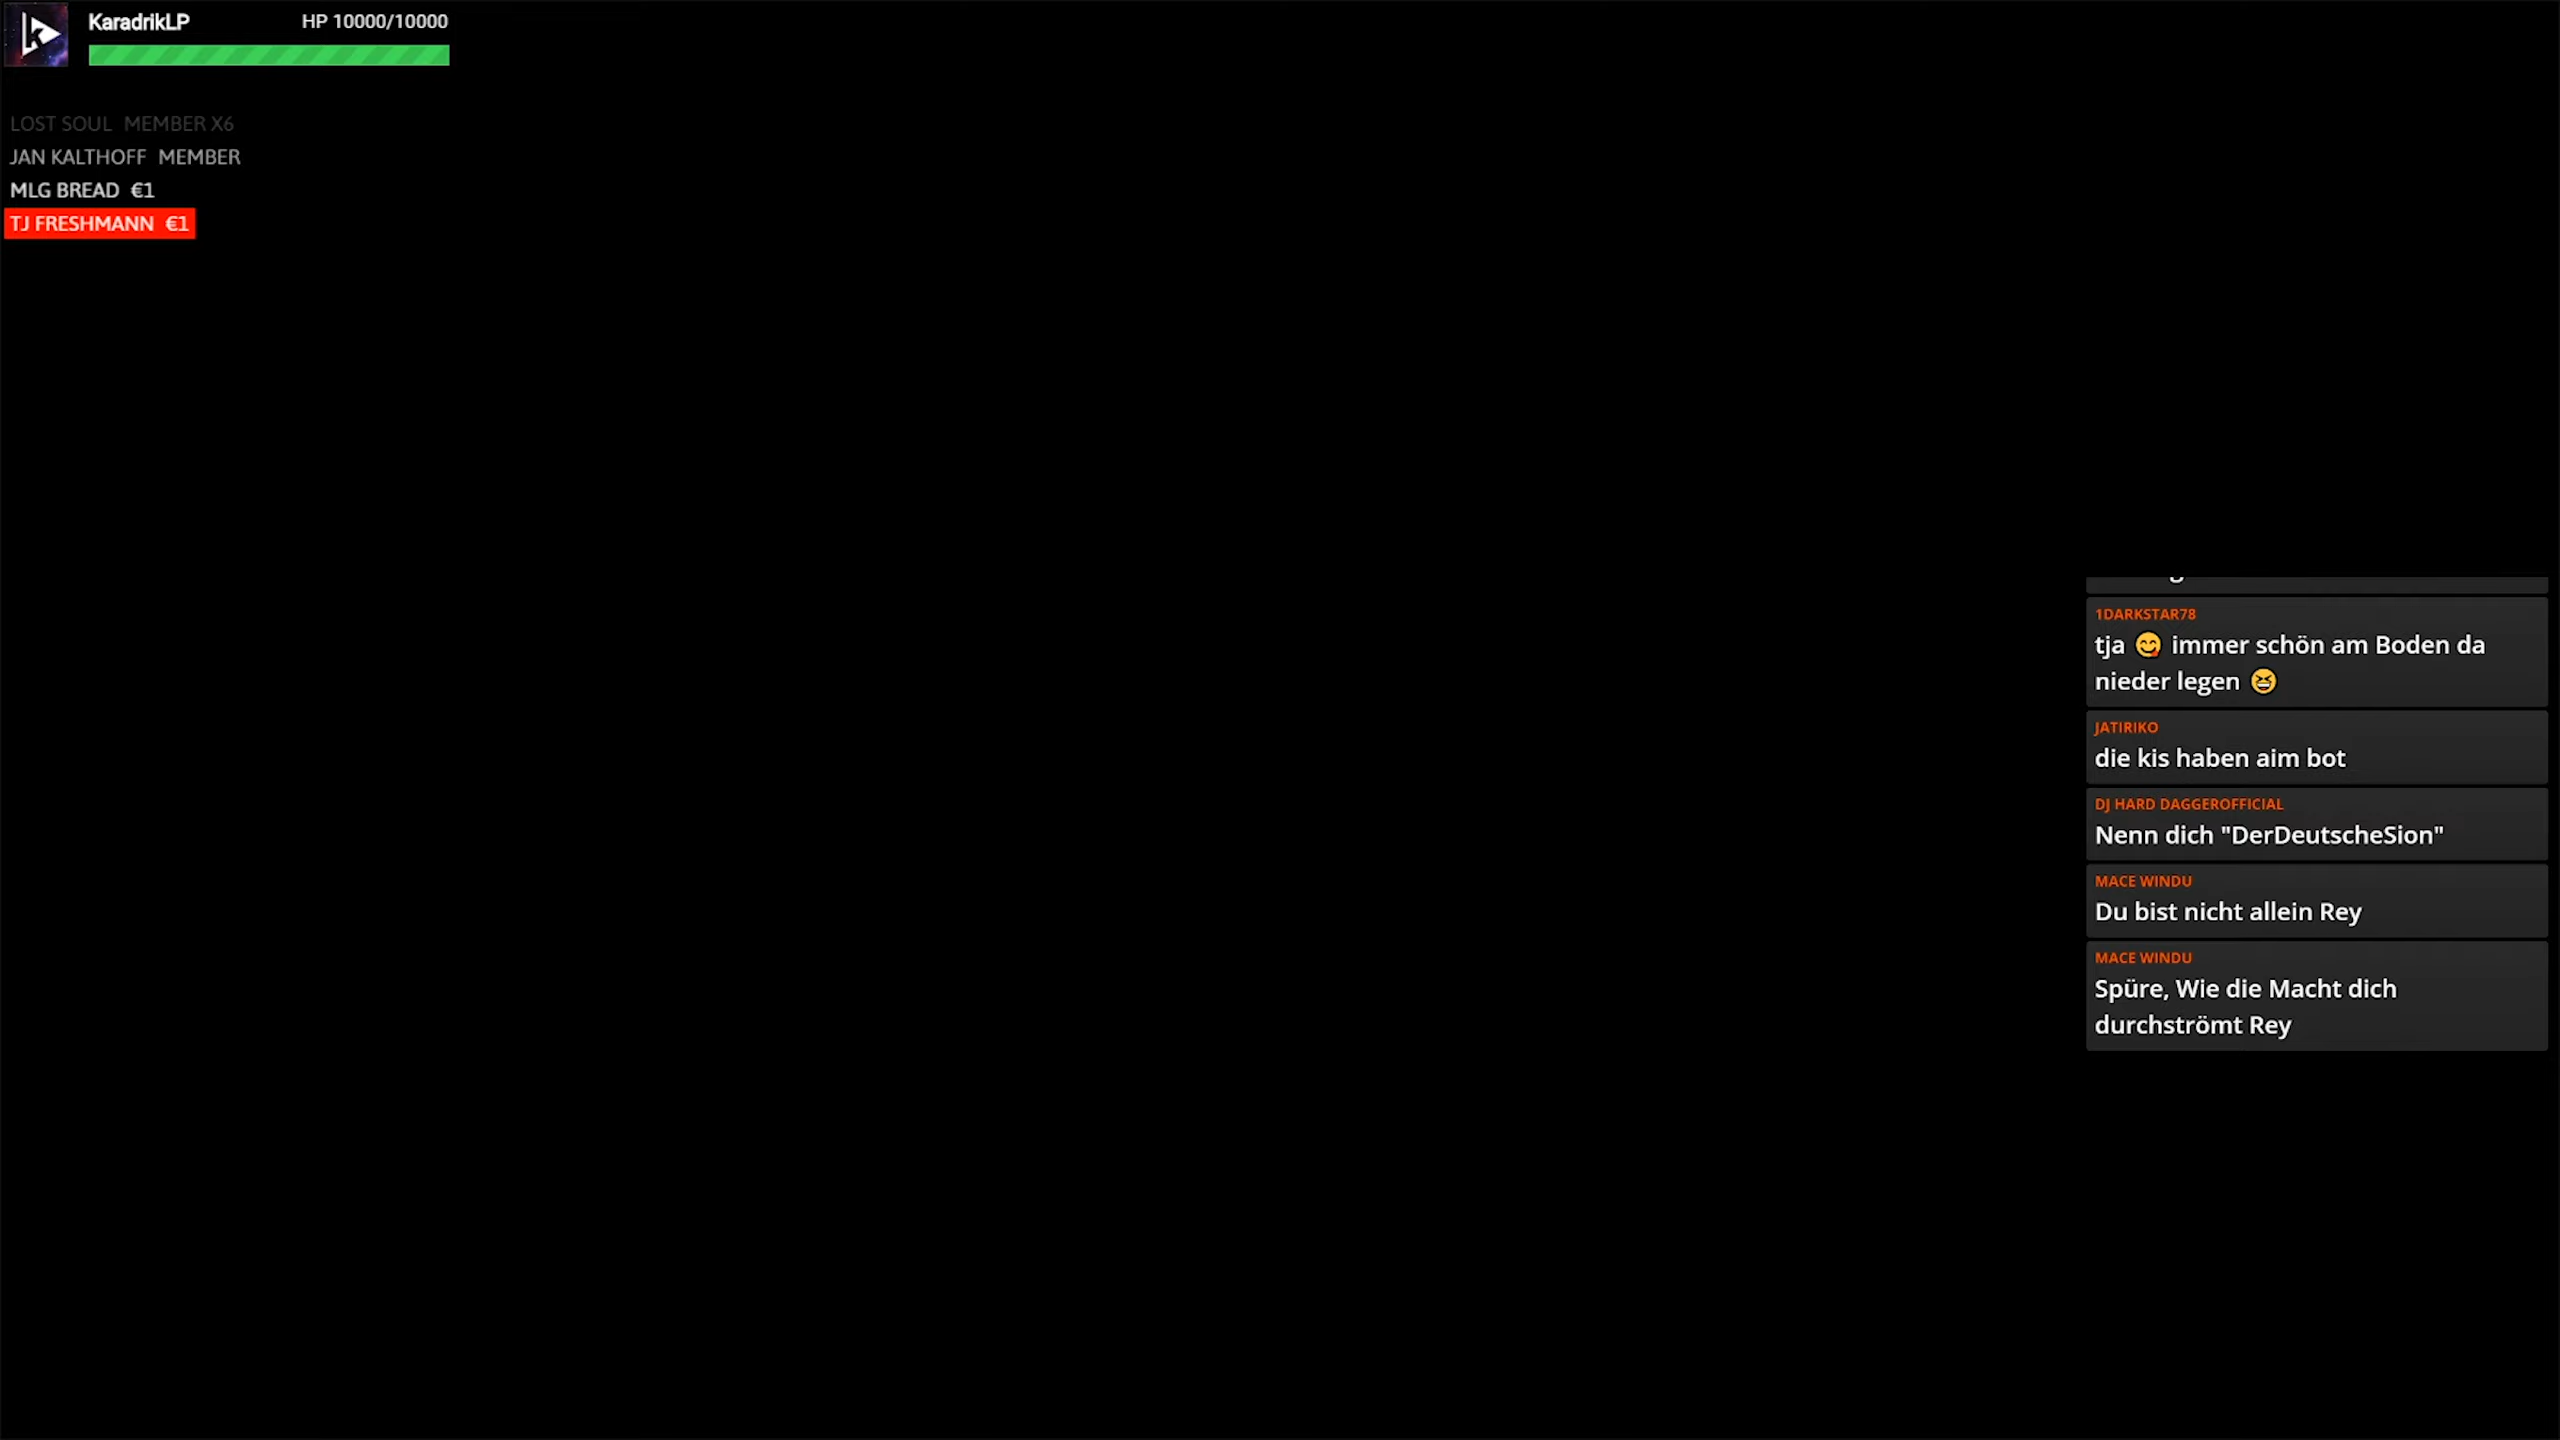 KaradrikLP HP 10000/10000
LOST SOUL MEMBER X6
JAN KALTHOFF MEMBER
MLG BREAD €1
TJ FRESHMANN €1
1DARKSTAR78
tja 😋 immer schön am Boden da
nieder legen 😆
JATIRIKO
die kis haben aim bot
DJ HARD DAGGEROFFICIAL
Nenn dich "DerDeutscheSion"
MACE WINDU
Du bist nicht allein Rey
MACE WINDU
Spüre, Wie die Macht dich
durchströmt Rey